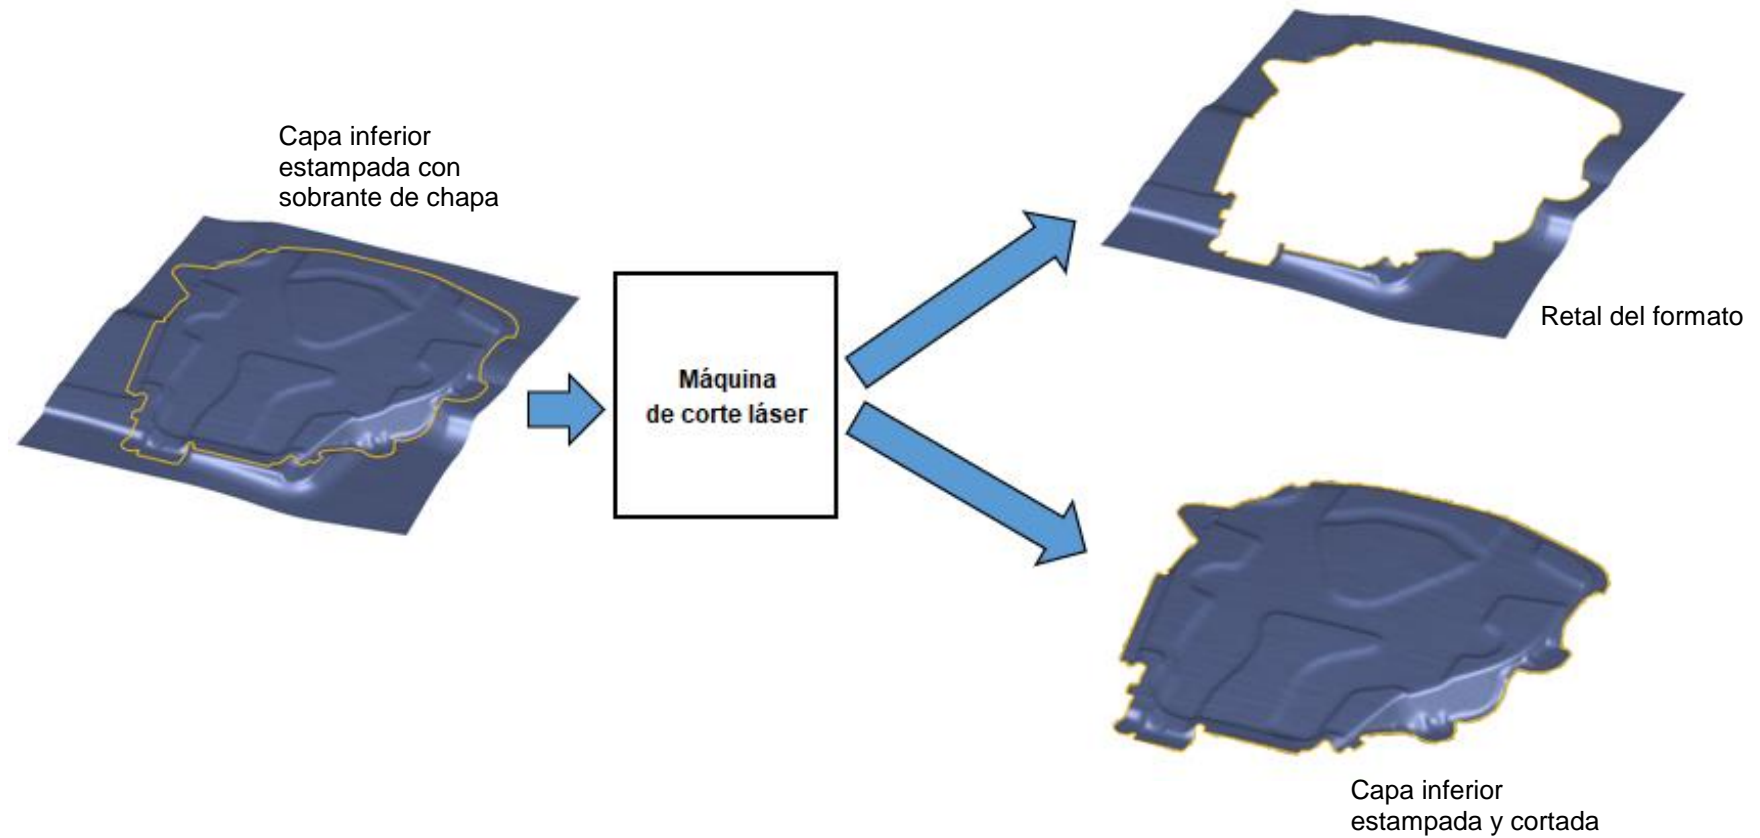 Capa inferior
estampada con
sobrante de chapa
Máquina
de corte láser
Retal del formato
Capa inferior
estampada y cortada